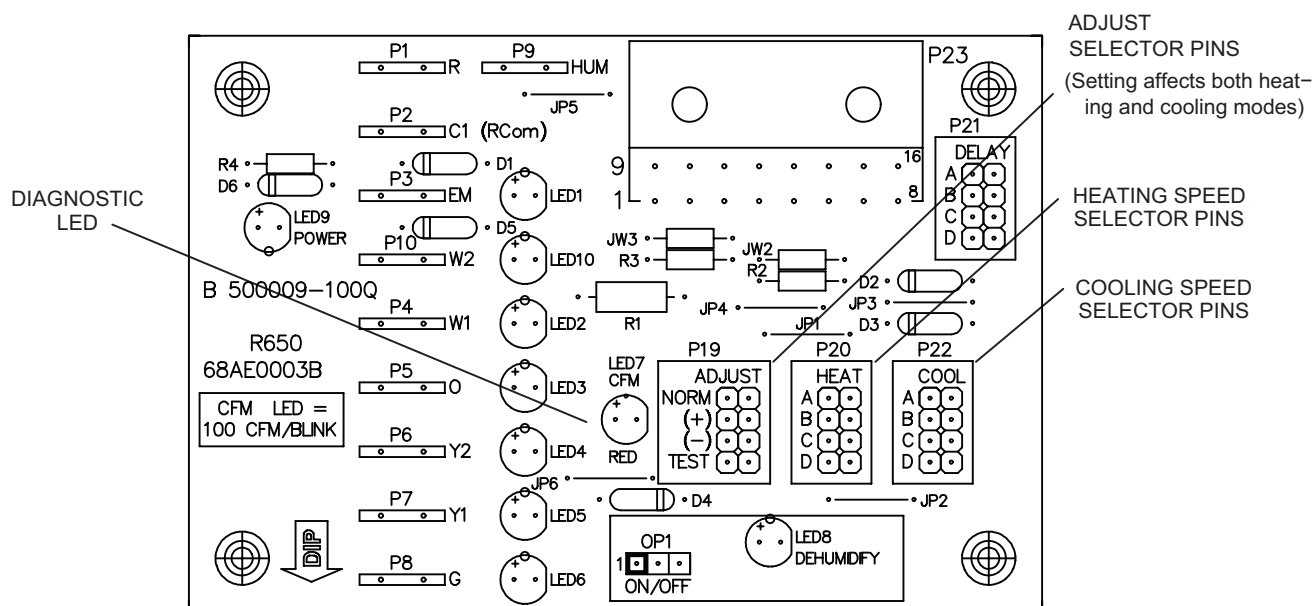 ADJUST
SELECTOR PINS
(Setting affects both heat-
ing and cooling modes)
HEATING SPEED
SELECTOR PINS
COOLING SPEED
SELECTOR PINS
DIAGNOSTIC
LED
P1
R
P9
HUM
JP5
P23
P2
C1 (RCom)
R4
D6
D1
P3
EM
LED1
LED9
POWER
D5
P10
W2
LED10
B 500009-100Q
P4
W1
LED2
R650
68AE0003B
P5
O
LED3
CFM LED =
100 CFM/BLINK
P6
Y2
LED4
P7
Y1
LED5
DIP
P8
G
LED6
9
16
1
8
P21
DELAY
A
B
C
D
JW3
R3
JW2
R2
R1
JP4
JP1
D2
JP3
D3
LED7
CFM
RED
P19
ADJUST
NORM
(+)
(-)
TEST
P20
HEAT
A
B
C
D
P22
COOL
A
B
C
D
JP6
D4
JP2
OP1
1
ON/OFF
LED8
DEHUMIDIFY